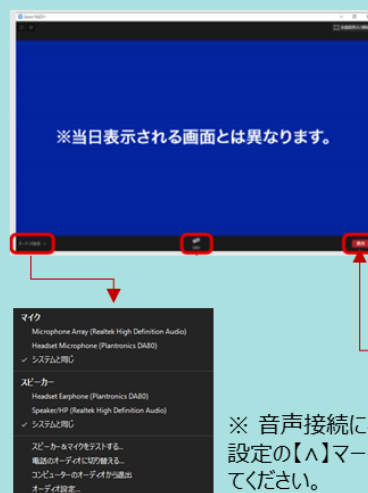 ※当日表示される画面とは異なります。
マイク
Microphone Array (Realtek High Definition Audio)
Headset Microphone (Plantronics DA80)
✓ システムと同じ
スピーカー
Headset Earphone (Plantronics DA80)
Speaker/HP (Realtek High Definition Audio)
✓ システムと同じ
スピーカー&マイクをテストする...
電話のオーディオに切り替える...
コンピューターのオーディオから退出
オーディオ設定...
※ 音声接続に
設定の【∧】マー
てください。